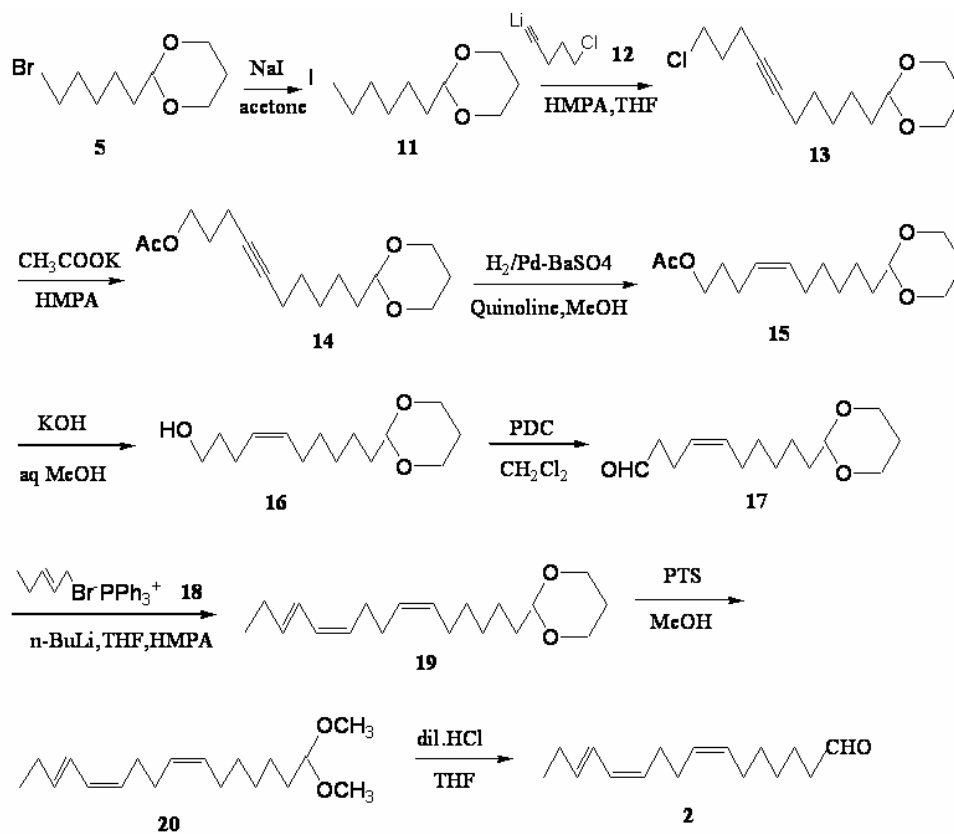 Br
O
O
5
NaI
acetone
I
O
O
11
Li
Cl
12
HMPA,THF
Cl
O
O
13
CH3COOK
HMPA
AcO
O
O
14
H2/Pd-BaSO4
Quinoline,MeOH
AcO
O
O
15
KOH
aq MeOH
HO
O
O
16
PDC
CH2Cl2
OHC
O
O
17
Br-PPh3+
18
n-BuLi,THF,HMPA
O
O
19
PTS
MeOH
OCH3
OCH3
20
dil.HCl
THF
CHO
2